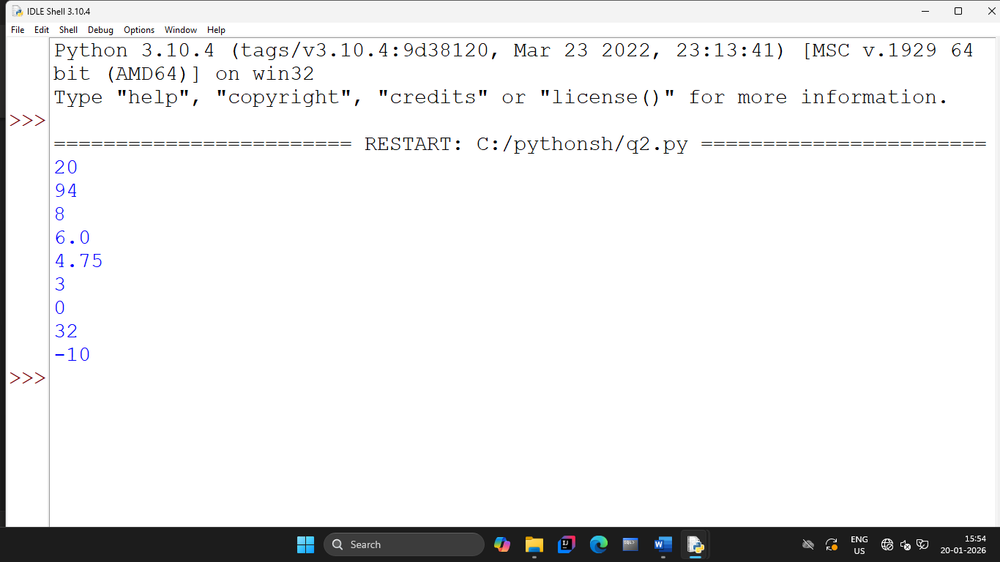 IDLE Shell 3.10.4
File Edit Shell Debug Options Window Help
Python 3.10.4 (tags/v3.10.4:9d38120, Mar 23 2022, 23:13:41) [MSC v.1929 64
bit (AMD64)] on win32
Type "help", "copyright", "credits" or "license()" for more information.
>>>
======================== RESTART: C:/pythonsh/q2.py =======================
20
94
8
6.0
4.75
3
0
32
-10
>>>
Search
ENG
US
15:54
20-01-2026